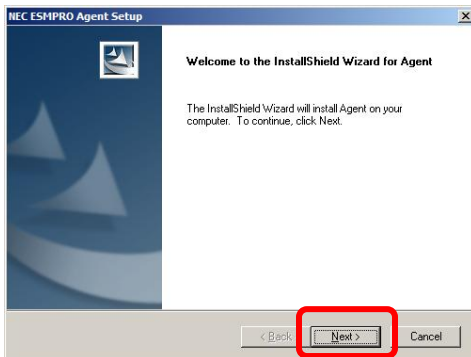 NEC ESMPRO Agent Setup
Welcome to the InstallShield Wizard for Agent
The InstallShield Wizard will install Agent on your
computer. To continue, click Next.
< Back
Next >
Cancel